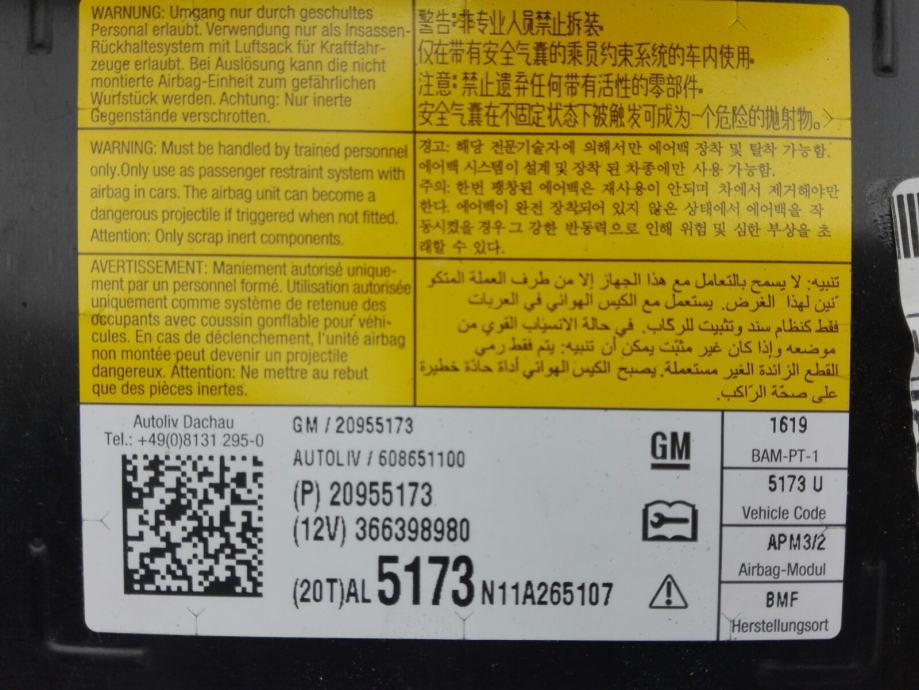 WARNUNG: Umgang nur durch geschultes
Personal erlaubt. Verwendung nur als Insassen-
Rückhaltesystem mit Luftsack für Kraftfahr-
zeuge erlaubt. Bei Auslösung kann die nicht
montierte Airbag-Einheit zum gefährlichen
Wurfstück werden. Achtung: Nur inerte
Gegenstände verschrotten.
警告:非专业人员禁止拆装.
仅在带有安全气囊的乘员约束系统的车内使用.
注意:禁止遗弃任何带有活性的零部件.
安全气囊在不固定状态下被触发可成为一个危险的抛射物。
WARNING: Must be handled by trained personnel
only.Only use as passenger restraint system with
airbag in cars. The airbag unit can become a
dangerous projectile if triggered when not fitted.
Attention: Only scrap inert components.
경고: 해당 전문기술자에 의해서만 에어백 장착 및 탈착 가능함.
에어백 시스템이 설계 및 장착 된 차종에만 사용 가능함.
주의: 한번 팽창된 에어백은 재사용이 안되며 차에서 제거해야만
한다. 에어백이 완전 장착되어 있지 않은 상태에서 에어백을 작
동시켰을 경우 그 강한 반동력으로 인해 위험 및 심한 부상을 초
래할 수 있다.
AVERTISSEMENT: Maniement autorisé unique-
ment par un personnel formé. Utilisation autorisée
uniquement comme système de retenue des
occupants avec coussin gonflable pour véhi-
cules. En cas de déclenchement, l'unité airbag
non montée peut devenir un projectile
dangereux. Attention: Ne mettre au rebut
que des pièces inertes.
تنبيه: لا يسمح بالتعامل مع هذا الجهاز إلا من طرف العملة المتكو
ّنين لهذا الغرض. يستعمل مع الكيس الهوائي في العربات
فقط كنظام سند وتثبيت للركاب. في حالة الانسياب القوي من
موضعه وإذا كان غير مثبّت يمكن أن تنبيه: يتم فقط رمي
القطع الزائدة الغير مستعملة. يصبح الكيس الهوائي أداة حادّة خطيرة
على صحّة الرّاكب.
Autoliv Dachau
Tel.: +49(0)8131 295-0
GM / 20955173
AUTOLIV / 608651100
(P) 20955173
(12V) 366398980
(20T)AL 5173 N11A265107
GM
1619
BAM-PT-1
5173 U
Vehicle Code
APM3/2
Airbag-Modul
BMF
Herstellungsort